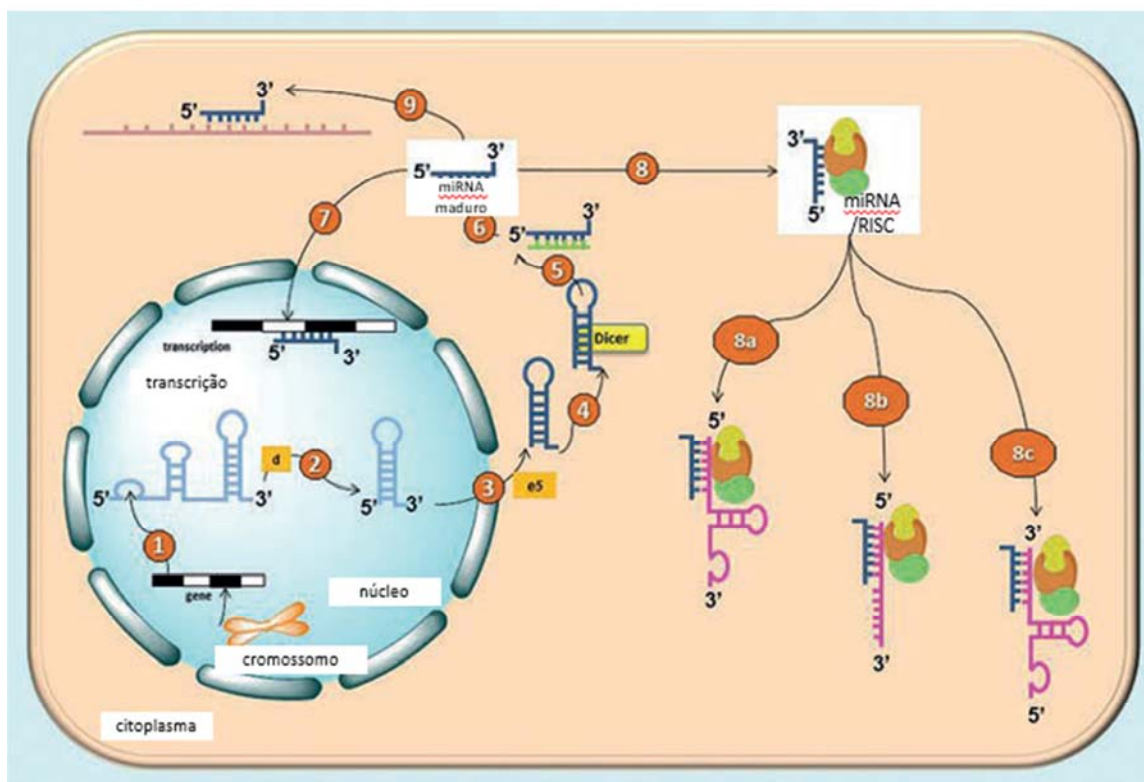 3’
5’
9
3’
5’
miRNA
maduro
8
3’
5’
miRNA
/RISC
7
6
3’
5’
5
Dicer
4
transcription
5’
3’
transcrição
d
2
5’
3’
5’
3’
3
e5
1
gene
núcleo
cromossomo
citoplasma
8a
8b
8c
5’
3’
5’
3’
3’
5’